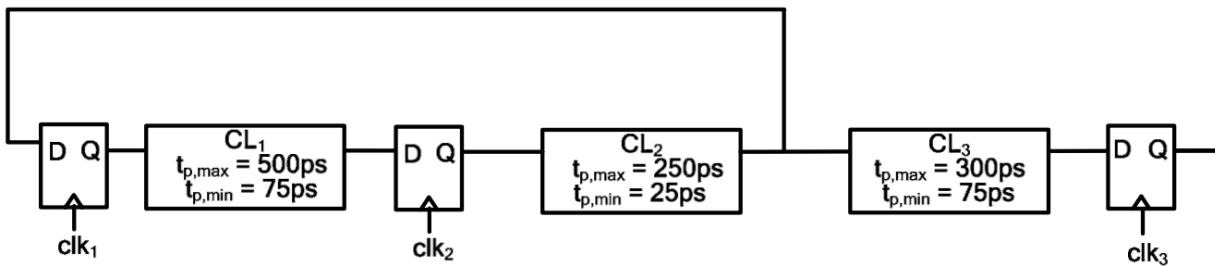 D Q
CL₁
tp,max = 500ps
tp,min = 75ps
D Q
CL₂
tp,max = 250ps
tp,min = 25ps
CL₃
tp,max = 300ps
tp,min = 75ps
D Q
clk₁
clk₂
clk₃